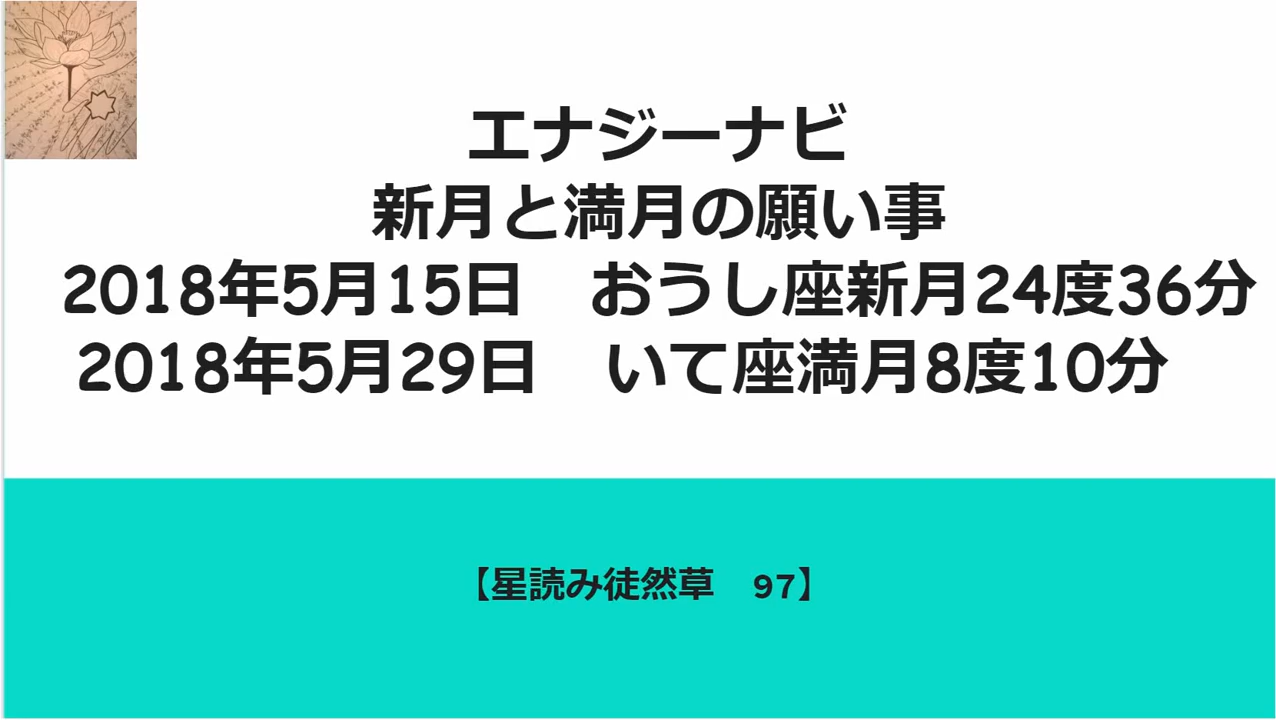 エナジーナビ
新月と満月の願い事
2018年5月15日　おうし座新月24度36分
2018年5月29日　いて座満月8度10分
【星読み徒然草　97】